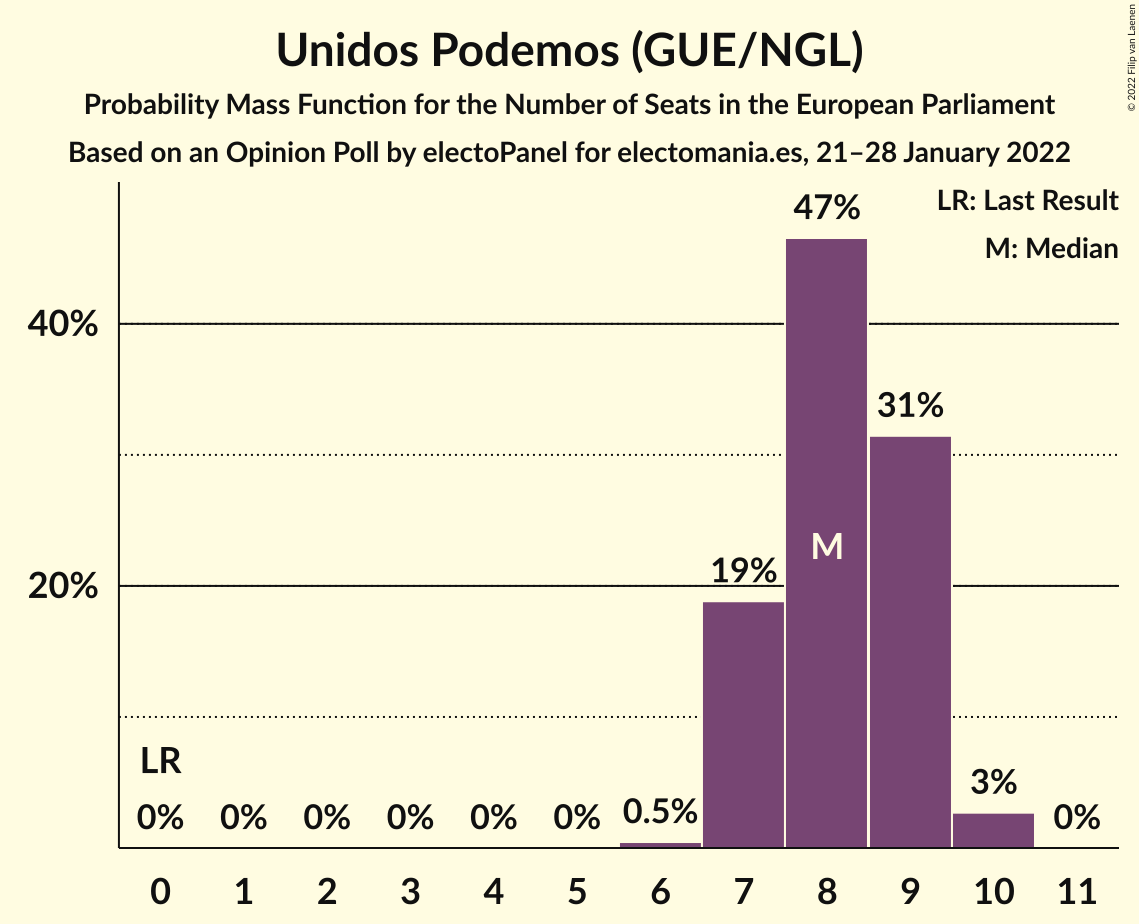 Unidos Podemos (GUE/NGL)
Probability Mass Function for the Number of Seats in the European Parliament
Based on an Opinion Poll by electoPanel for electomania.es, 21–28 January 2022
© 2022 Filip van Laenen
LR: Last Result
M: Median
47%
40%
31%
M
20%
19%
LR
3%
0% 0% 0% 0% 0% 0% 0.5% 0%
0 1 2 3 4 5 6 7 8 9 10 11